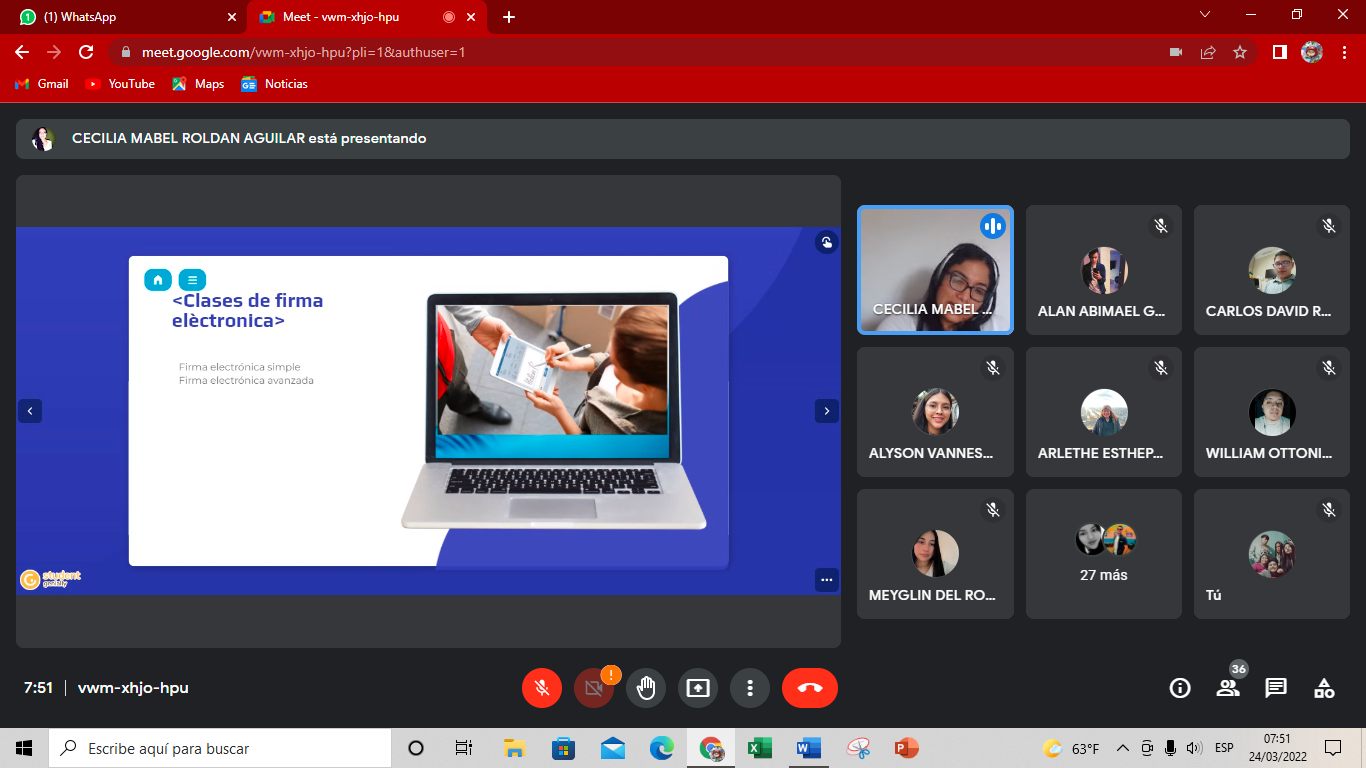 (1) WhatsApp
Meet - vwm-xhjo-hpu
meet.google.com/vwm-xhjo-hpu?pli=1&authuser=1
Gmail
YouTube
Maps
Noticias
CECILIA MABEL ROLDAN AGUILAR está presentando
<Clases de firma
elèctronica>
Firma electrónica simple
Firma electrónica avanzada
student
genially
CECILIA MABEL ...
ALAN ABIMAEL G...
CARLOS DAVID R...
ALYSON VANNES...
ARLETHE ESTHEP...
WILLIAM OTTONI...
MEYGLIN DEL RO...
27 más
Tú
7:51
vwm-xhjo-hpu
36
Escribe aquí para buscar
63°F
ESP
07:51
24/03/2022